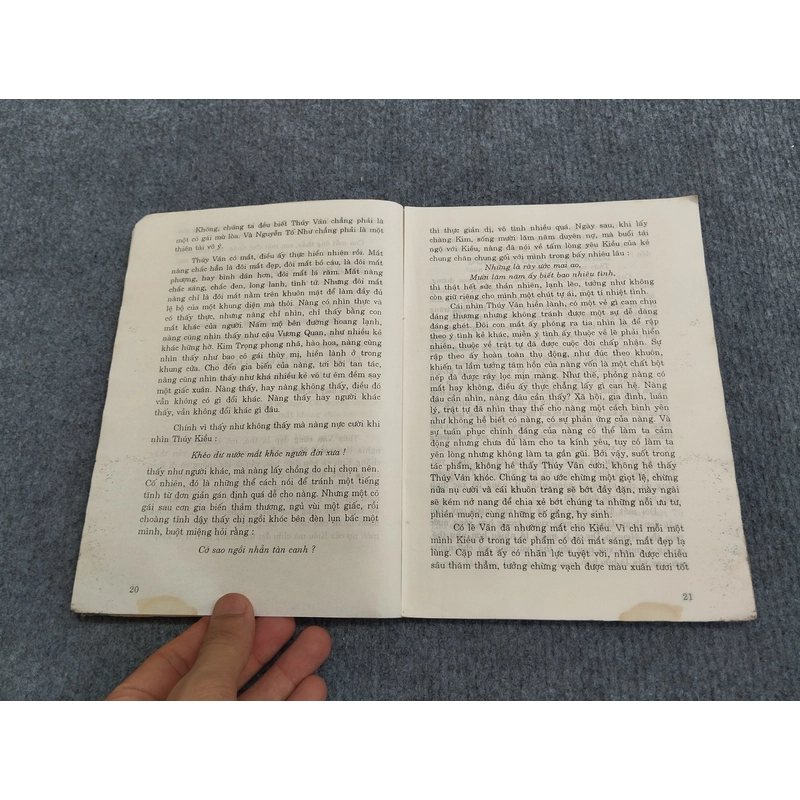 Không, chúng ta đều biết Thúy Vân chẳng phải là
một cô gái mù lòa. Và Nguyễn Tố Như chẳng phải là một
thiên tài vô ý.
Thúy Vân có mắt, điều ấy thực hiển nhiên rồi. Mắt
nàng chắc hẳn là đôi mắt đẹp, đôi mắt bồ câu, là đôi mắt
phượng, hay bình dân hơn, đôi mắt lá răm. Mắt nàng
chắc sáng, chắc đen, long lanh, tình tứ. Nhưng đôi mắt
nàng chỉ là đôi mắt nằm trên khuôn mặt để làm đầy đủ
lệ bộ của một khung diện mà thôi. Nàng có nhìn thực và
có thấy thực, nhưng nàng chỉ nhìn, chỉ thấy bằng con
mắt khác của người. Nấm mộ bên đường hoang lạnh,
nàng cũng nhìn thấy như cậu Vương Quan, như nhiều kẻ
khác hững hờ. Kim Trọng phong nhã, hào hoa, nàng cũng
nhìn thấy như bao cô gái thùy mị, hiền lành ở trong
khung cửa. Cho đến gia biến của nàng, tơi bời tan tác,
nàng cũng nhìn thấy như khá nhiều kẻ vô tư êm đềm say
một giấc xuân. Nàng thấy, hay nàng không thấy, điều đó
vẫn không có gì đổi khác. Nàng thấy hay người khác
thấy, vẫn không đổi khác gì đâu.
Chính vì thấy như không thấy mà nàng cười khi
nhìn Thúy Kiều :
Khéo dư nước mắt khóc người đời xưa !
thấy như người khác, mà nàng lấy chồng do chị chọn nên.
Cố nhiên, đó là những thể cách nói để tránh một tiếng
tĩnh từ đơn giản gán định quá dễ cho nàng. Nhưng một cô
gái sau cơn gia biến thảm thương, ngủ vùi một giấc, rồi
choàng tỉnh dậy thấy chị ngồi khóc bên đèn lụn bấc một
mình, buột miệng hỏi rằng :
Cớ sao ngồi nhẫn tàn canh ?
20
thì thực giản dị, vô tình nhiều quá. Ngày sau, khi lấy
chàng Kim, sống mười lăm năm duyên nợ, mà buổi tái
ngộ với Kiều, nàng đã nói về tấm lòng yêu Kiều của kẻ
chung chăn chung gối với mình trong bấy nhiêu lâu :
Những là rày ước mai ao,
Mười lăm năm ấy biết bao nhiêu tình,
thì thật hết sức thản nhiên, lạnh lẽo, tưởng như không
còn giữ riêng cho mình một chút tự ái, một tí nhiệt tình.
Cái nhìn Thúy Vân hiền lành, có một vẻ gì cam chịu
đáng thương nhưng không tránh được một sự dễ dàng
đáng ghét. Đôi con mắt ấy phóng ra tia nhìn là để rập
theo ý tình kẻ khác, miễn ý tình ấy thuộc về lẽ phải hiển
nhiên, thuộc về trật tự đã được cuộc đời chấp nhận. Sự
rập theo ấy hoàn toàn thụ động, như đúc theo khuôn,
khiến ta lầm tưởng tâm hồn của nàng vốn là một chất bột
nếp đã được rây lọc mịn màng. Như thế, phỏng nàng có
mắt hay không, điều ấy thực chẳng lấy gì can hệ. Nàng
đâu cần nhìn, nàng đâu cần thấy? Xã hội, gia đình, luân
lý, trật tự đã nhìn thay thế cho nàng một cách bình yên
như không hề biết có nàng, có sự phản ứng của nàng. Và
sự tuân phục chính đáng của nàng có thể làm ta cảm
động nhưng chưa đủ làm cho ta kính yêu, tuy có làm ta
yên lòng nhưng không làm ta gần gũi. Bởi vậy, suốt trong
tác phẩm, không hề thấy Thúy Vân cười, không hề thấy
Thúy Vân khóc. Chúng ta ao ước chừng một giọt lệ, chừng
nửa nụ cười và cái khuôn trăng sẽ bớt đầy đặn, mày ngài
sẽ kém nở nang để chia xẻ bớt chúng ta những nỗi ưu tư,
phiền muộn, cùng những cố gắng, hy sinh.
Có lẽ Vân đã nhường mắt cho Kiều. Vì chỉ mỗi một
mình Kiều ở trong tác phẩm có đôi mắt sáng, mắt đẹp lạ
lùng. Cặp mắt ấy có nhãn lực tuyệt vời, nhìn được chiều
sâu thăm thẳm, tưởng chừng vạch được màu xuân tươi tốt
21